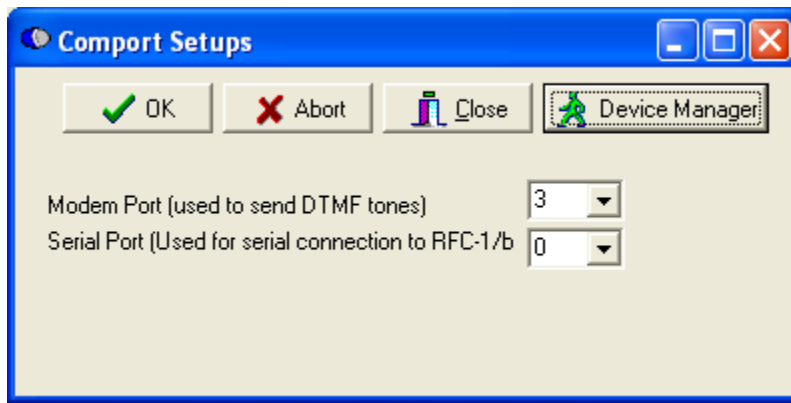 Comport Setups
OK Abort Close Device Manager
Modem Port (used to send DTMF tones) 3
Serial Port (Used for serial connection to RFC-1/b 0